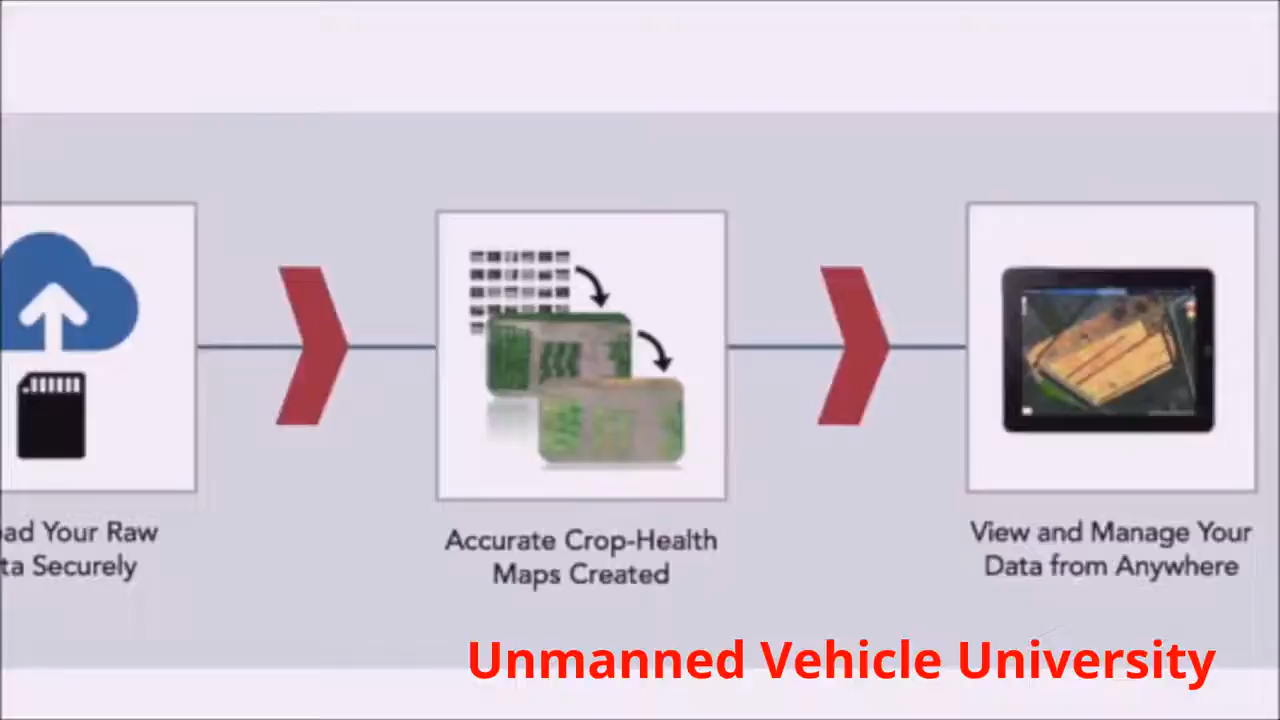 ad Your Raw
ta Securely
Accurate Crop-Health
Maps Created
View and Manage Your
Data from Anywhere
Unmanned Vehicle University